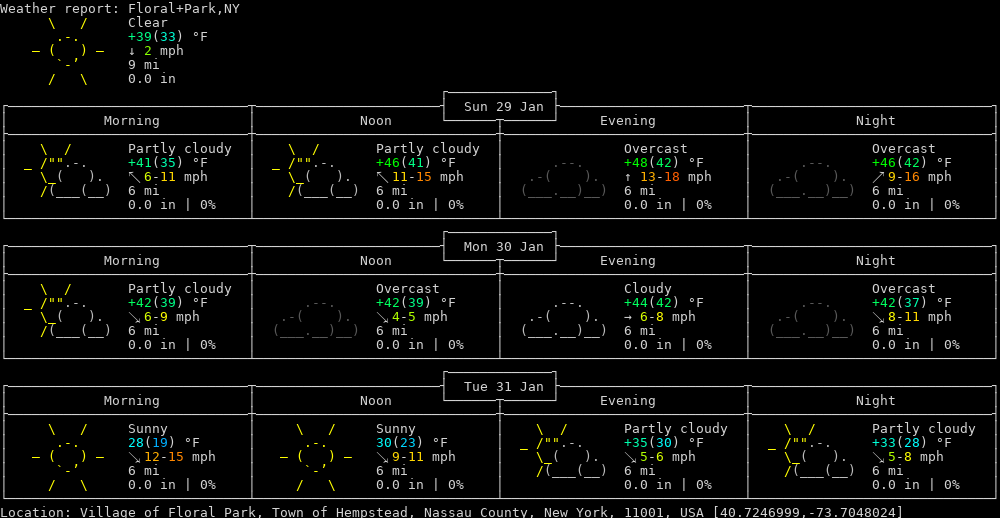 Weather report: Floral+Park,NY
Clear
+39(33) °F
↓ 2 mph
9 mi
0.0 in
Sun 29 Jan
Morning Noon Evening Night
Partly cloudy Partly cloudy Overcast Overcast
+41(35) °F +46(41) °F +48(42) °F +46(42) °F
↖ 6-11 mph ↖ 11-15 mph ↑ 13-18 mph ↗ 9-16 mph
6 mi 6 mi 6 mi 6 mi
0.0 in | 0% 0.0 in | 0% 0.0 in | 0% 0.0 in | 0%
Mon 30 Jan
Morning Noon Evening Night
Partly cloudy Overcast Cloudy Overcast
+42(39) °F +42(39) °F +44(42) °F +42(37) °F
↘ 6-9 mph ↘ 4-5 mph → 6-8 mph ↘ 8-11 mph
6 mi 6 mi 6 mi 6 mi
0.0 in | 0% 0.0 in | 0% 0.0 in | 0% 0.0 in | 0%
Tue 31 Jan
Morning Noon Evening Night
Sunny Sunny Partly cloudy Partly cloudy
28(19) °F 30(23) °F +35(30) °F +33(28) °F
↘ 12-15 mph ↘ 9-11 mph ↘ 5-6 mph ↘ 5-8 mph
6 mi 6 mi 6 mi 6 mi
0.0 in | 0% 0.0 in | 0% 0.0 in | 0% 0.0 in | 0%
Location: Village of Floral Park, Town of Hempstead, Nassau County, New York, 11001, USA [40.7246999,-73.7048024]